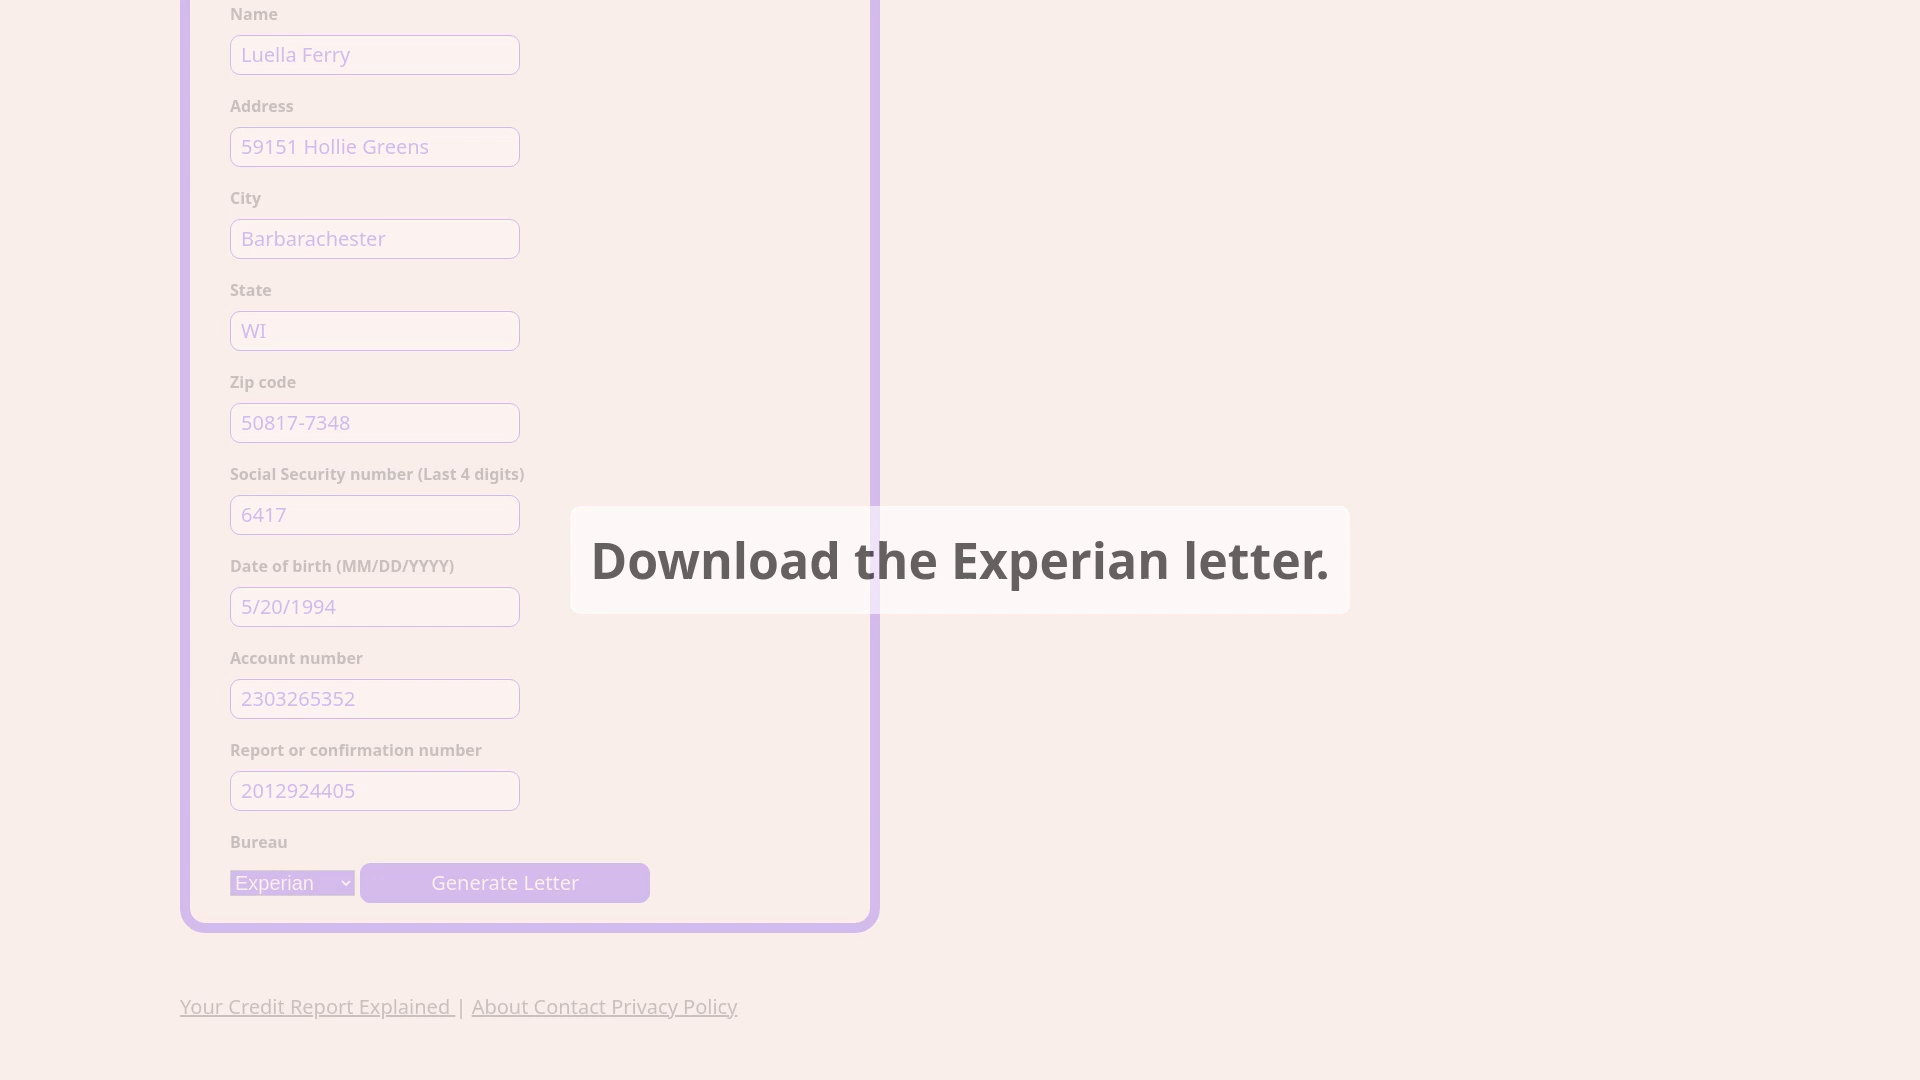 Name
Luella Ferry
Address
59151 Hollie Greens
City
Barbarachester
State
WI
Zip code
50817-7348
Social Security number (Last 4 digits)
6417
Download the Experian letter.
Date of birth (MM/DD/YYYY)
5/20/1994
Account number
2303265352
Report or confirmation number
2012924405
Bureau
Experian Generate Letter
Your Credit Report Explained | About Contact Privacy Policy